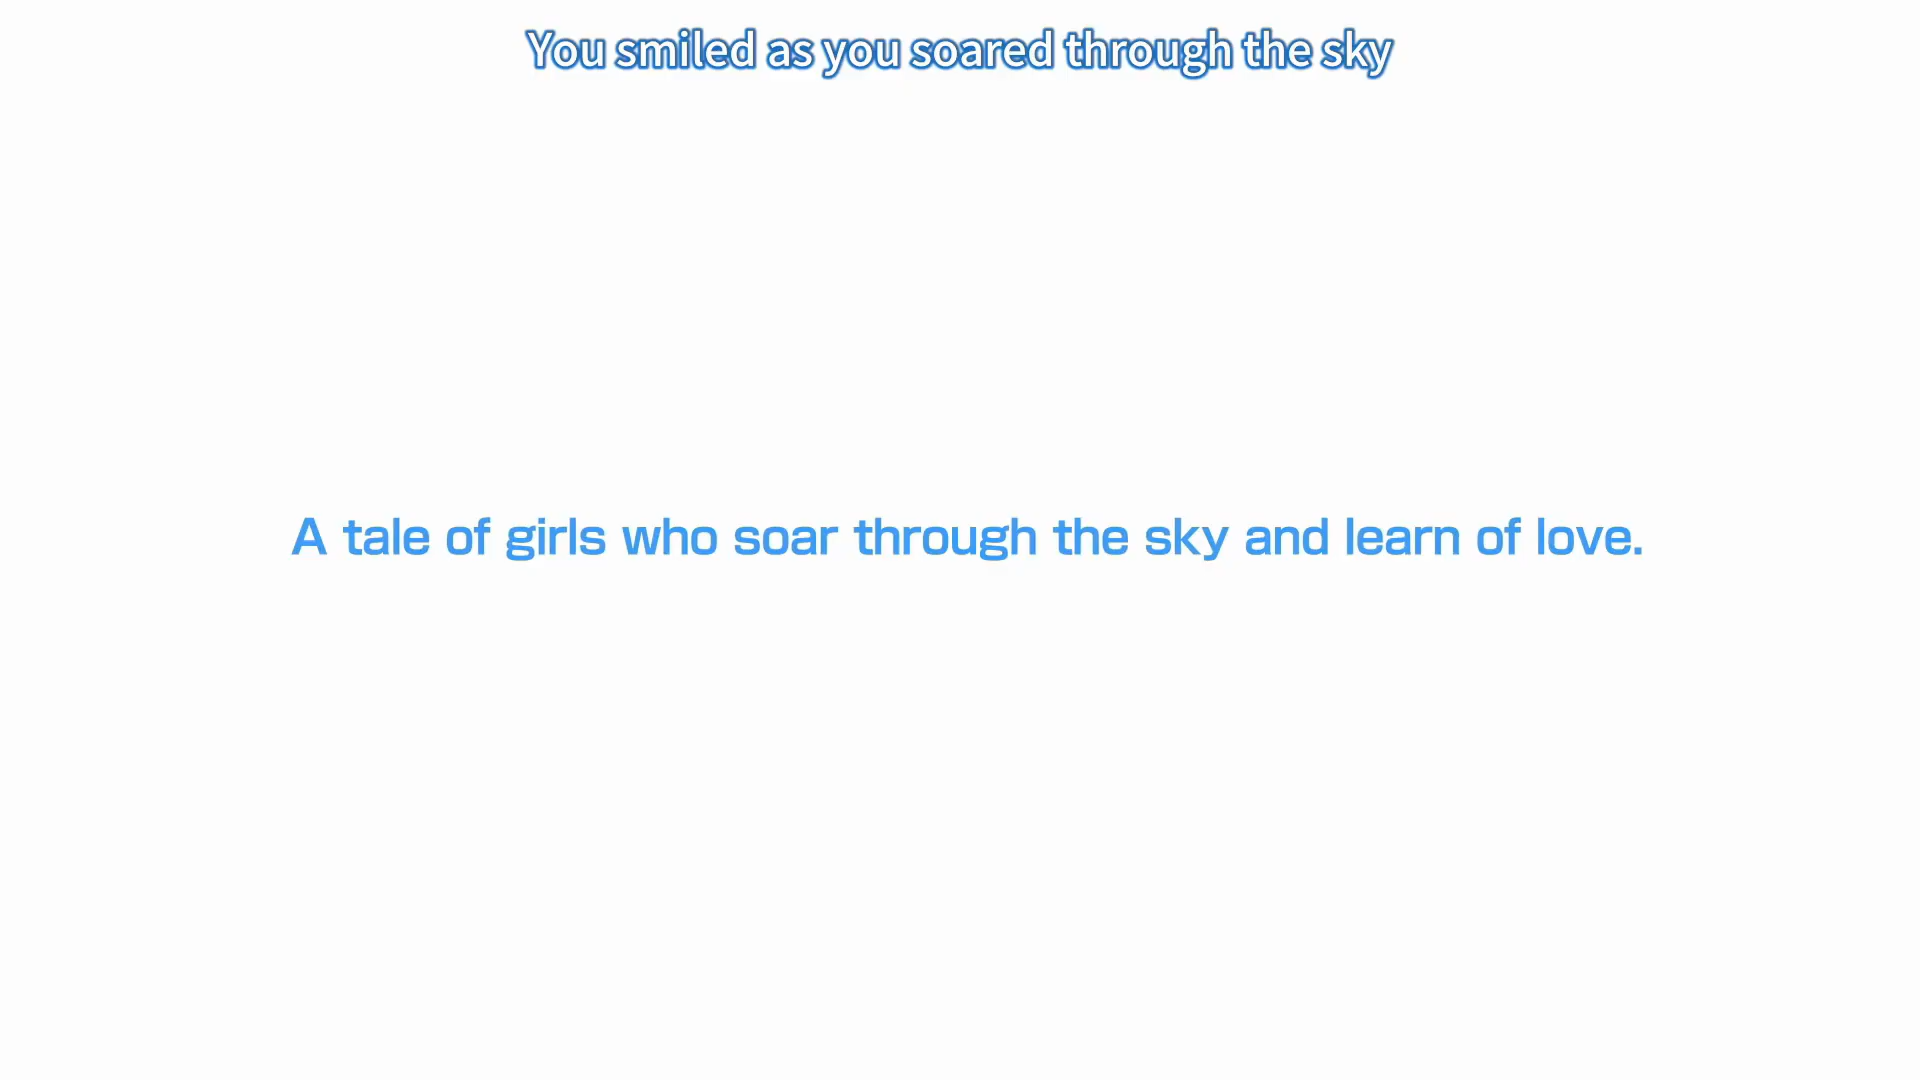 You smiled as you soared through the sky
A tale of girls who soar through the sky and learn of love.